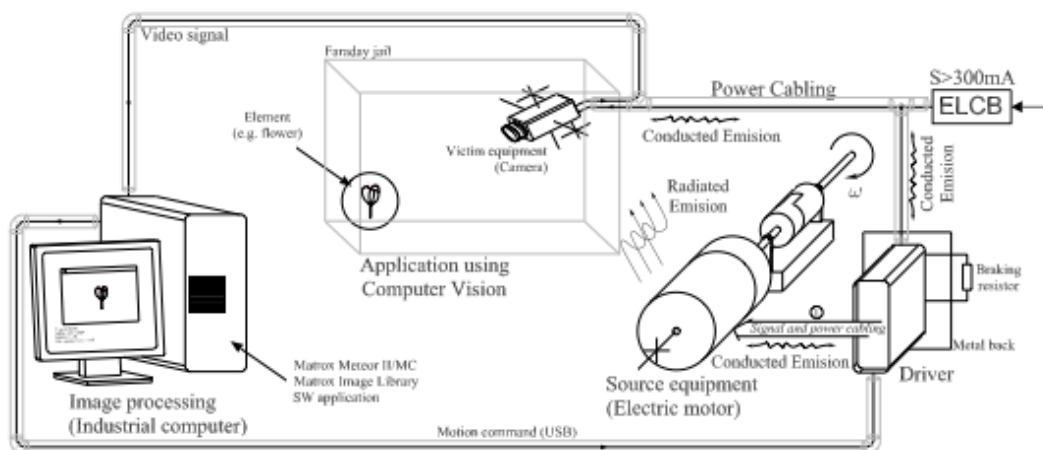 Video signal
Faraday jail
S>300mA
Power Cabling
ELCB
Element
(e.g. flower)
Victim equipment
(Camera)
Conducted Emision
Conducted
Emision
Radiated
Emision
ω
Application using
Computer Vision
Braking
resistor
Signal and power cabling
Metal back
Conducted Emision
Driver
Matrox Meteor II/MC
Matrox Image Library
SW application
Source equipment
(Electric motor)
Image processing
(Industrial computer)
Motion command (USB)